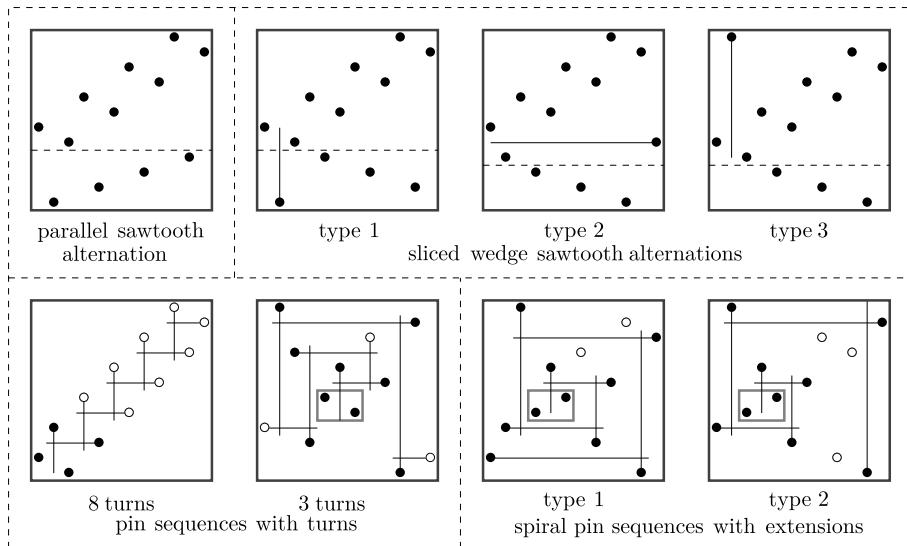 parallel sawtooth
alternation
type 1
type 2
type 3
sliced wedge sawtooth alternations
8 turns
3 turns
pin sequences with turns
type 1
type 2
spiral pin sequences with extensions